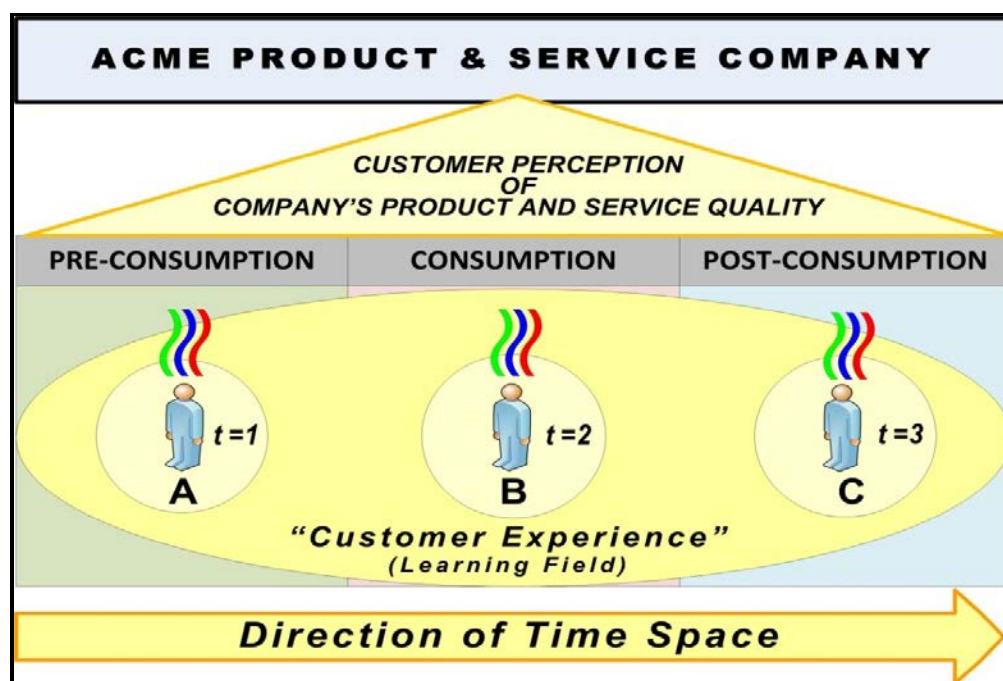 ACME PRODUCT & SERVICE COMPANY
CUSTOMER PERCEPTION
OF
COMPANY'S PRODUCT AND SERVICE QUALITY
PRE-CONSUMPTION
CONSUMPTION
POST-CONSUMPTION
t=1
A
t=2
B
t=3
C
"Customer Experience"
(Learning Field)
Direction of Time Space